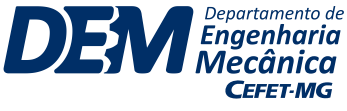 DEM
Departamento de
Engenharia
Mecânica
CEFET-MG